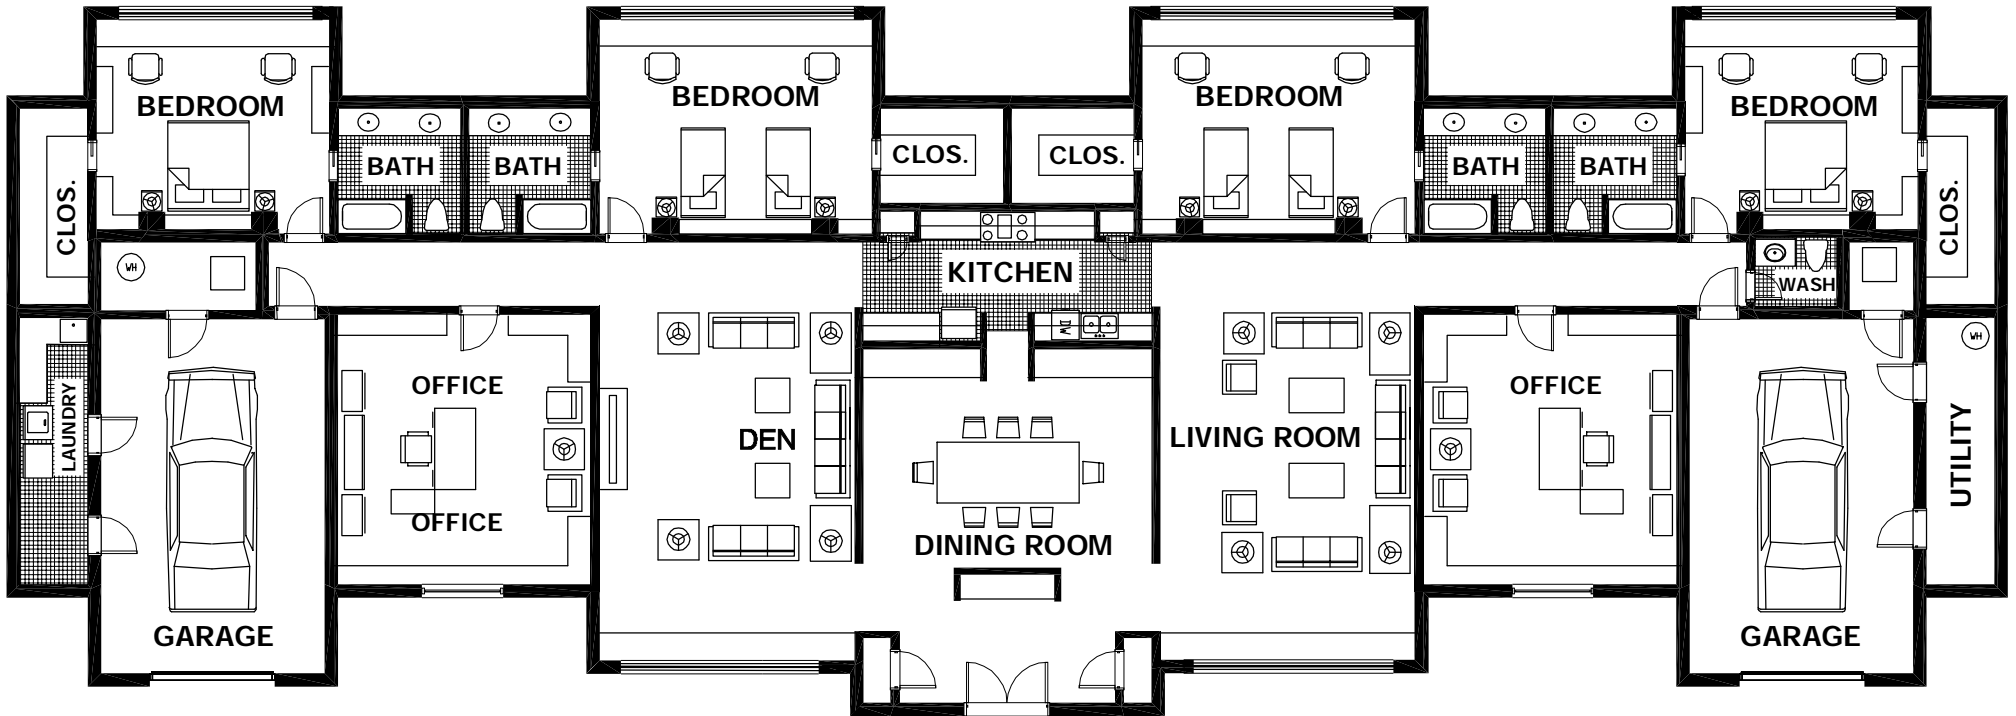 BEDROOM
BEDROOM
BEDROOM
BEDROOM
BATH
BATH
CLOS.
CLOS.
BATH
BATH
CLOS.
CLOS.
WH
KITCHEN
WASH
DW
WH
LAUNDRY
OFFICE
OFFICE
DEN
LIVING ROOM
OFFICE
UTILITY
DINING ROOM
GARAGE
GARAGE